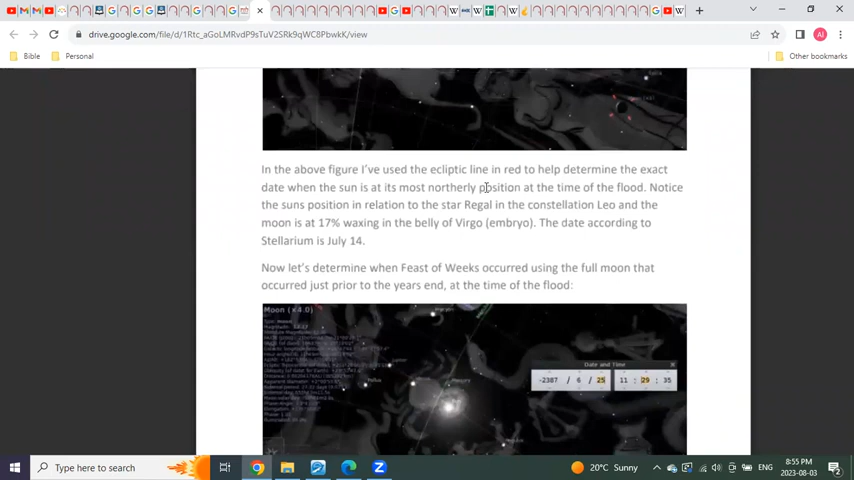 drive.google.com/file/d/1Rtc_aGoLMRvdP9sTuV2SRk9qWC8PbwkK/view
Bible
Personal
Other bookmarks
In the above figure I've used the ecliptic line in red to help determine the exact
date when the sun is at its most northerly position at the time of the flood. Notice
the suns position in relation to the star Regal in the constellation Leo and the
moon is at 17% waxing in the belly of Virgo (embryo). The date according to
Stellarium is July 14.
Now let's determine when Feast of Weeks occurred using the full moon that
occurred just prior to the years end, at the time of the flood:
Moon (x4.0)
Date and Time
-2387 / 6 / 25
11 : 29 : 35
Type here to search
20°C Sunny
ENG
8:55 PM
2023-08-03